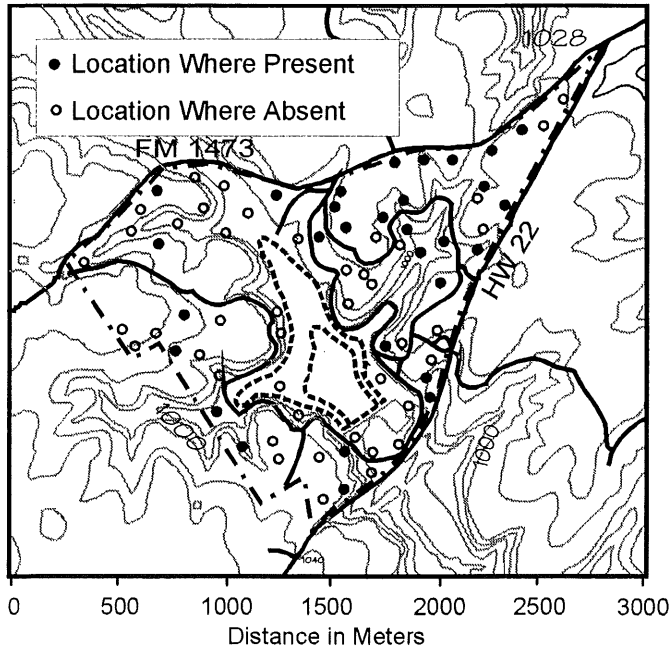 1028
Location Where Present
Location Where Absent
FM 1473
HW 22
1000
1000
1040
0 500 1000 1500 2000 2500 3000
Distance in Meters